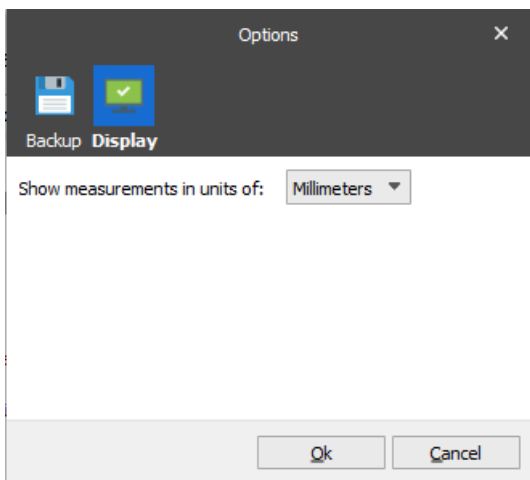 Options
Backup Display
Show measurements in units of: Millimeters
Ok Cancel